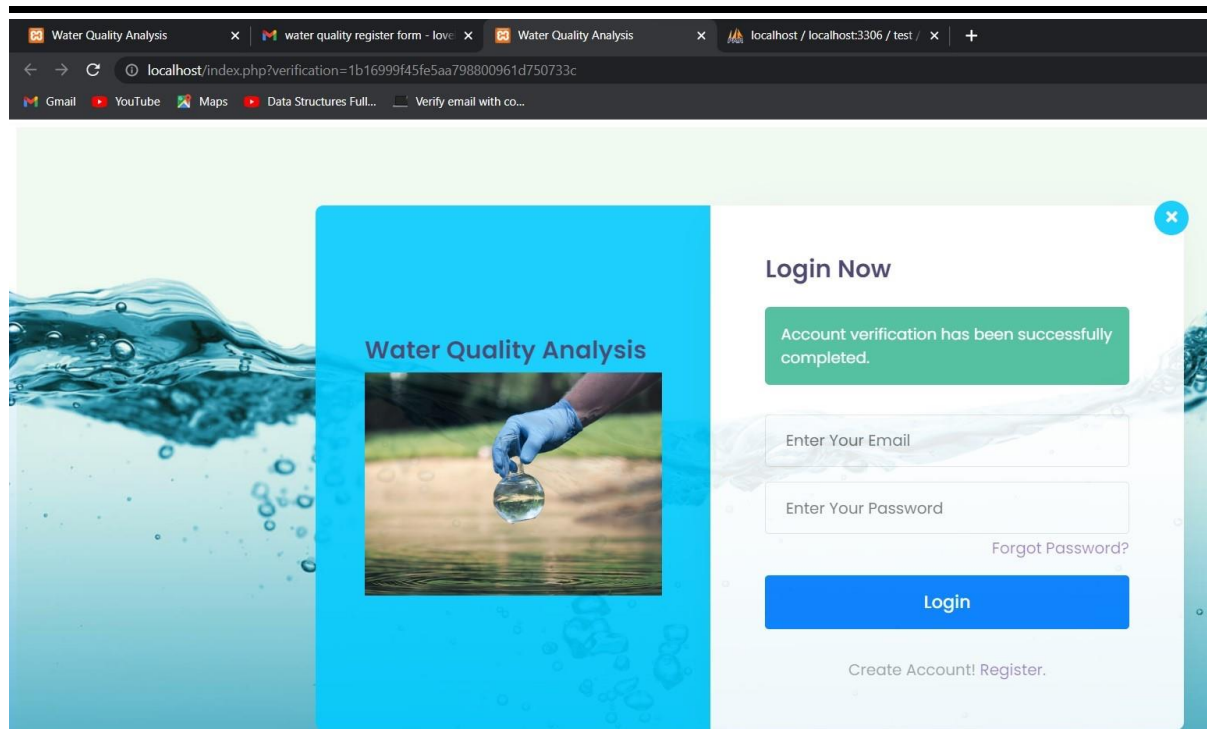 Water Quality Analysis
water quality register form - love
Water Quality Analysis
localhost / localhost:3306 / test /
localhost/index.php?verification=1b16999f45fe5aa798800961d750733c
Gmail
YouTube
Maps
Data Structures Full...
Verify email with co...
Water Quality Analysis
Login Now
Account verification has been successfully
completed.
Enter Your Email
Enter Your Password
Forgot Password?
Login
Create Account! Register.